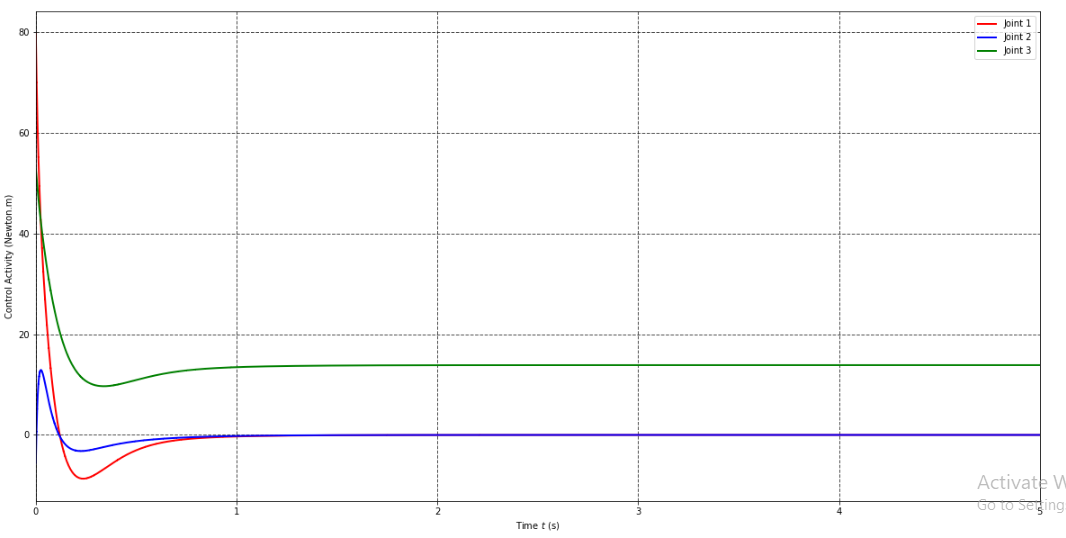 Joint 1
Joint 2
Joint 3
80
60
40
20
0
Control Activity (Newton.m)
0 1 2 3 4 5
Time t (s)
Activate W
Go to Setting